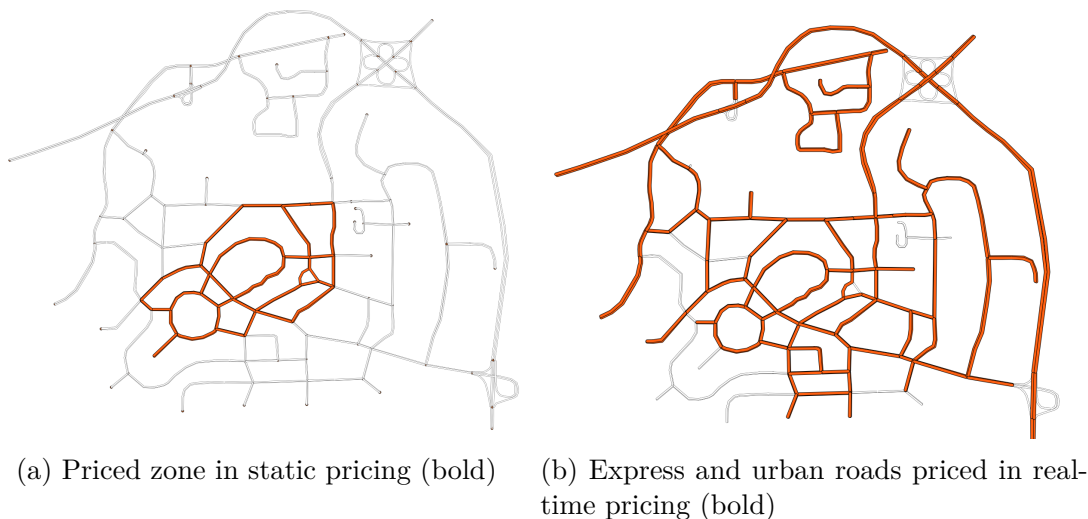 (a) Priced zone in static pricing (bold)
(b) Express and urban roads priced in real-
time pricing (bold)